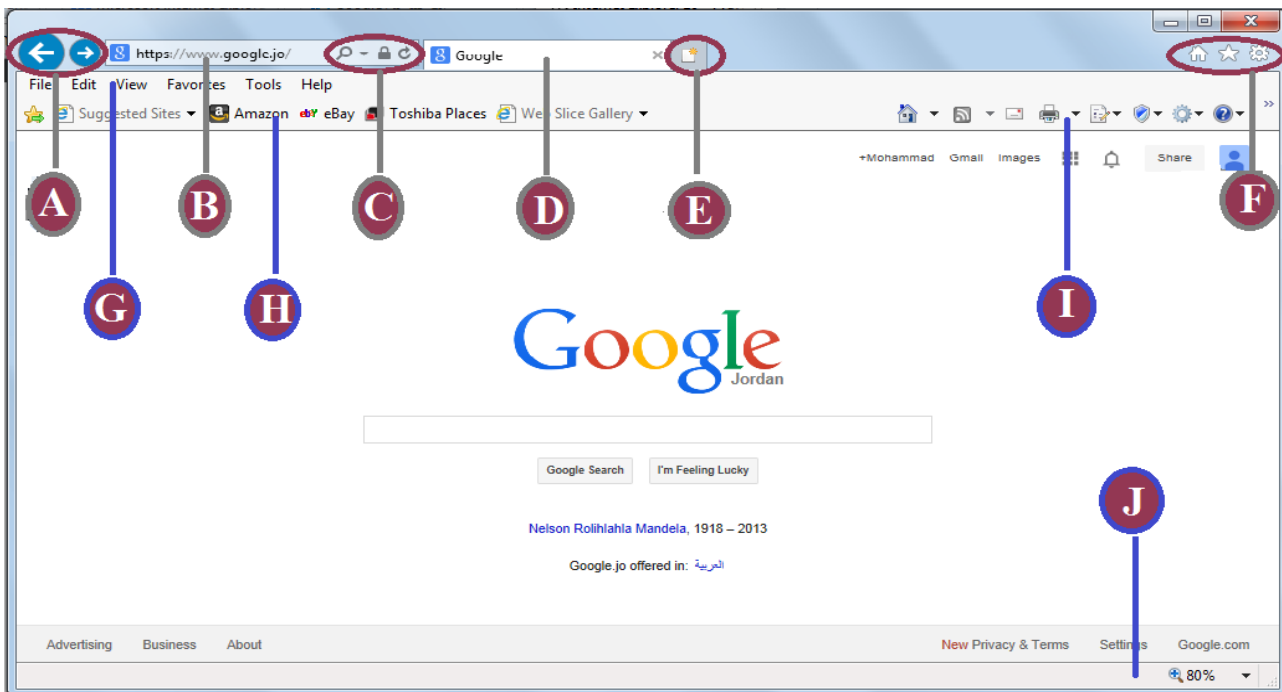 https://www.google.jo/ Google
File Edit View Favorites Tools Help
Suggested Sites Amazon ebY eBay Toshiba Places Web Slice Gallery »
+Mohammad Gmail Images Share
A B C D E F
G H I
Google
Jordan
Google Search I'm Feeling Lucky
J
Nelson Rolihlahla Mandela, 1918 – 2013
Google.jo offered in: العربية
Advertising Business About New Privacy & Terms Settings Google.com
80%